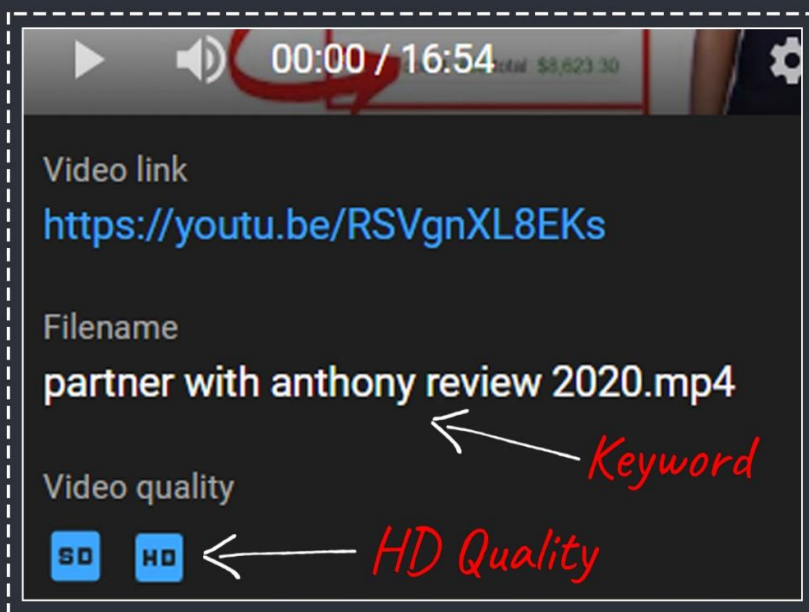 00:00 / 16:54 total $8,623.30
Video link
https://youtu.be/RSVgnXL8EKs
Filename
partner with anthony review 2020.mp4
Keyword
Video quality
SD HD HD Quality